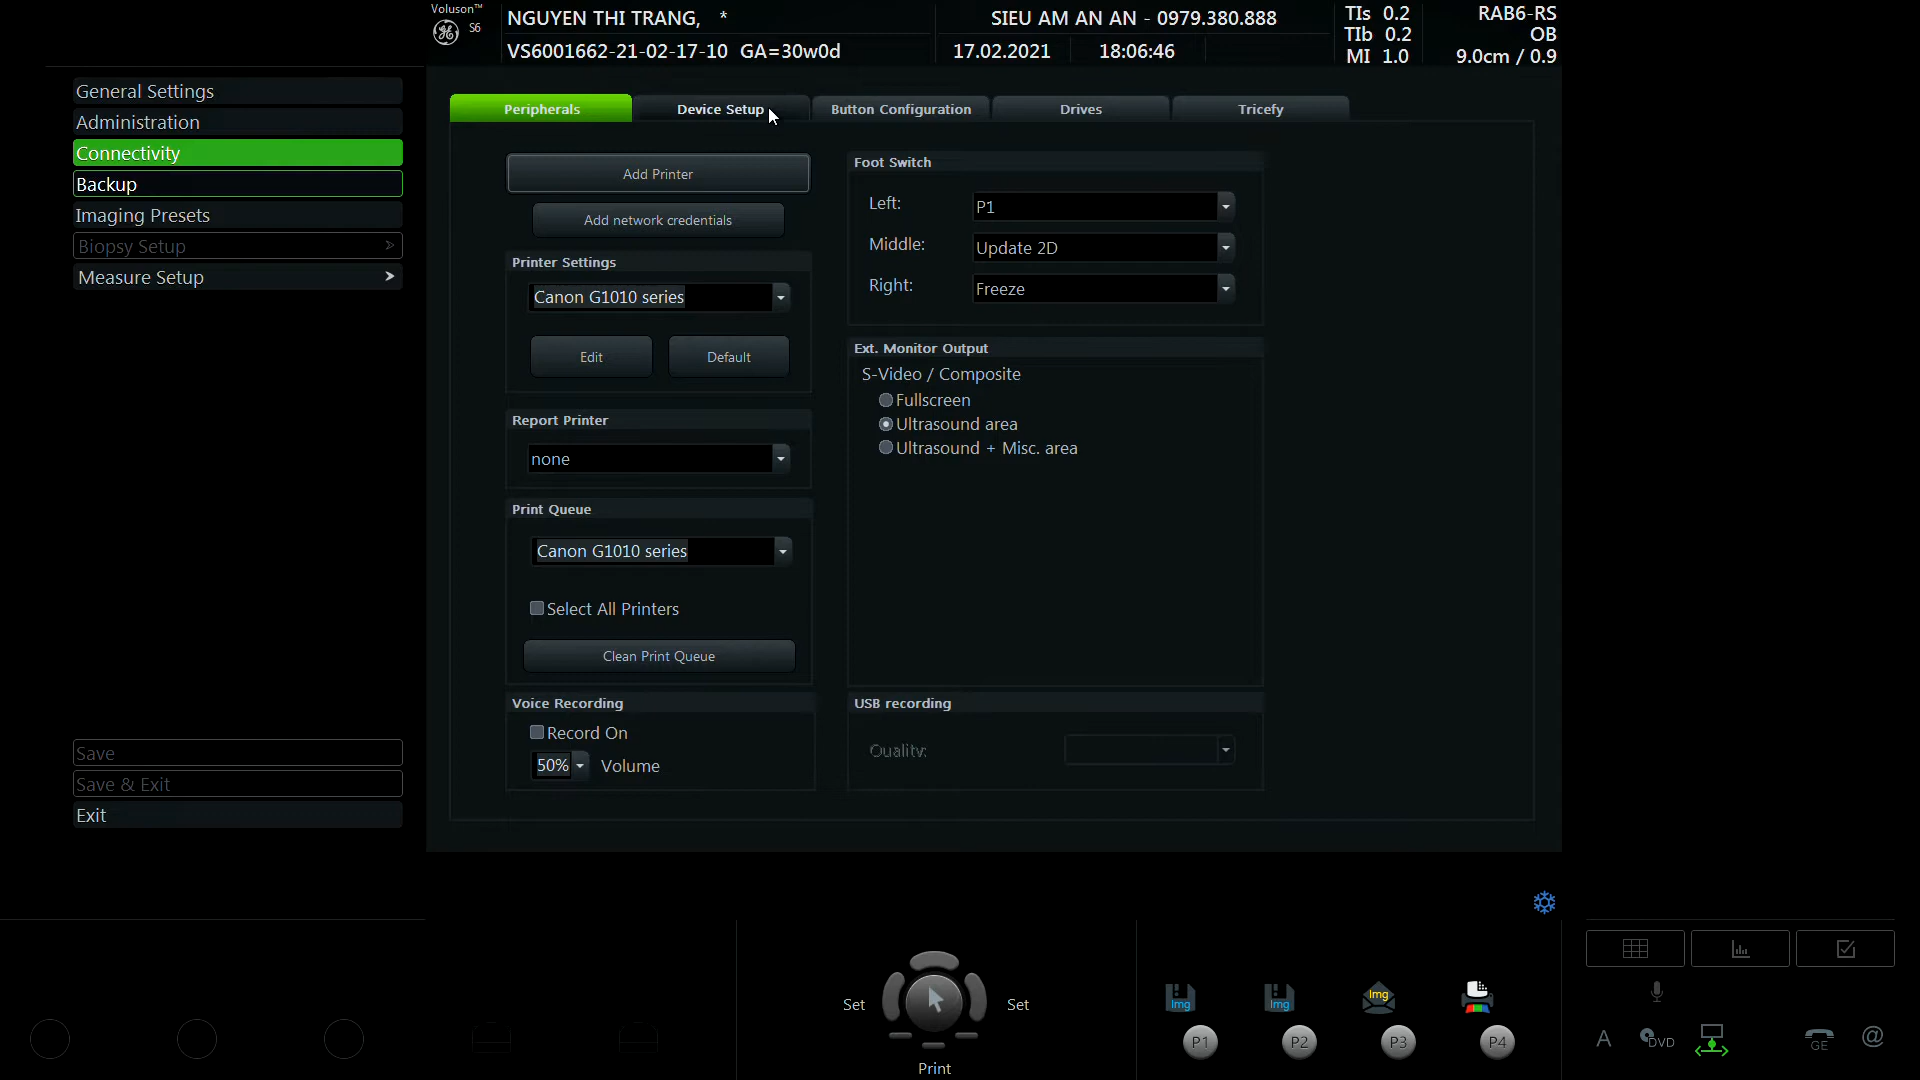 Voluson™
S6
NGUYEN THI TRANG, *
SIEU AM AN AN - 0979.380.888
TIs 0.2
RAB6-RS
TIb 0.2
OB
VS6001662-21-02-17-10 GA=30w0d
17.02.2021
18:06:46
MI 1.0
9.0cm / 0.9
General Settings
Administration
Connectivity
Backup
Imaging Presets
Biopsy Setup
Measure Setup >
Save
Save & Exit
Exit
Peripherals
Device Setup
Button Configuration
Drives
Tricefy
Add Printer
Add network credentials
Printer Settings
Canon G1010 series
Edit
Default
Report Printer
none
Print Queue
Canon G1010 series
Select All Printers
Clean Print Queue
Voice Recording
Record On
50% Volume
Foot Switch
Left: P1
Middle: Update 2D
Right: Freeze
Ext. Monitor Output
S-Video / Composite
Fullscreen
Ultrasound area
Ultrasound + Misc. area
USB recording
Quality:
Set
Set
Print
Img
Img
Img
P1
P2
P3
P4
A
DVD
GE
@